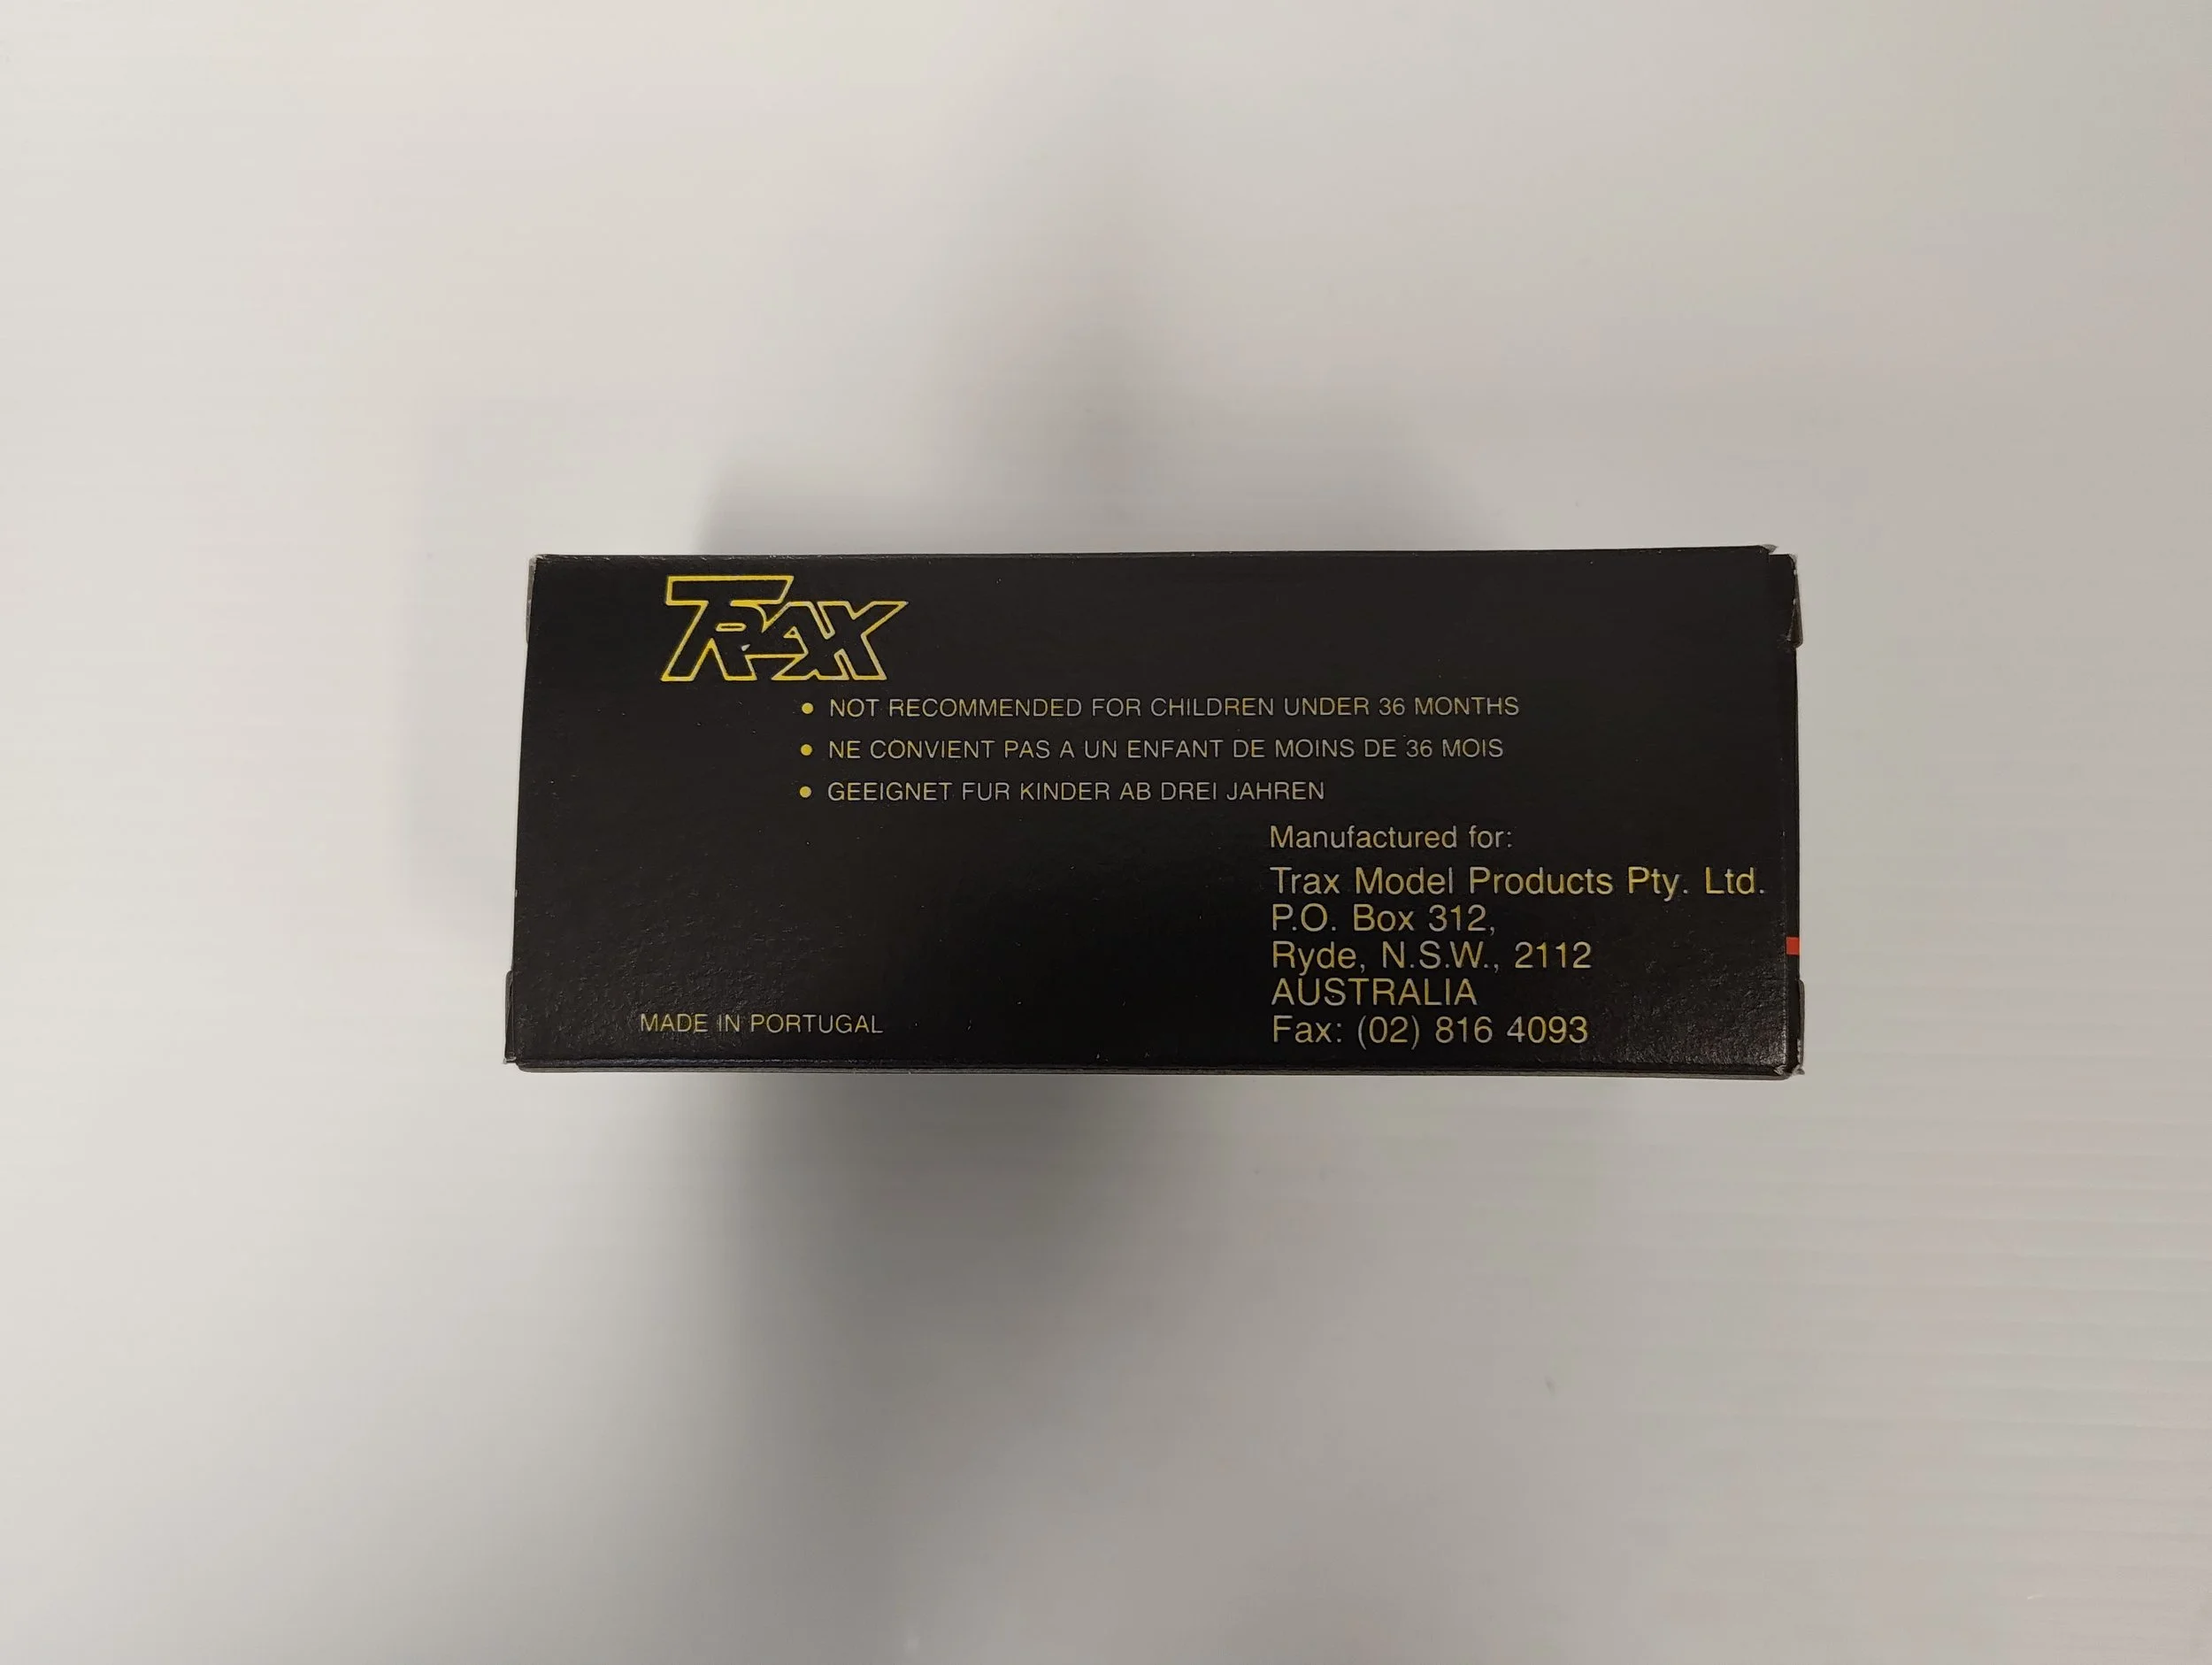 TRAX
• NOT RECOMMENDED FOR CHILDREN UNDER 36 MONTHS
• NE CONVIENT PAS A UN ENFANT DE MOINS DE 36 MOIS
• GEEIGNET FUR KINDER AB DREI JAHREN
Manufactured for:
Trax Model Products Pty. Ltd.
P.O. Box 312,
Ryde, N.S.W., 2112
AUSTRALIA
Fax: (02) 816 4093
MADE IN PORTUGAL